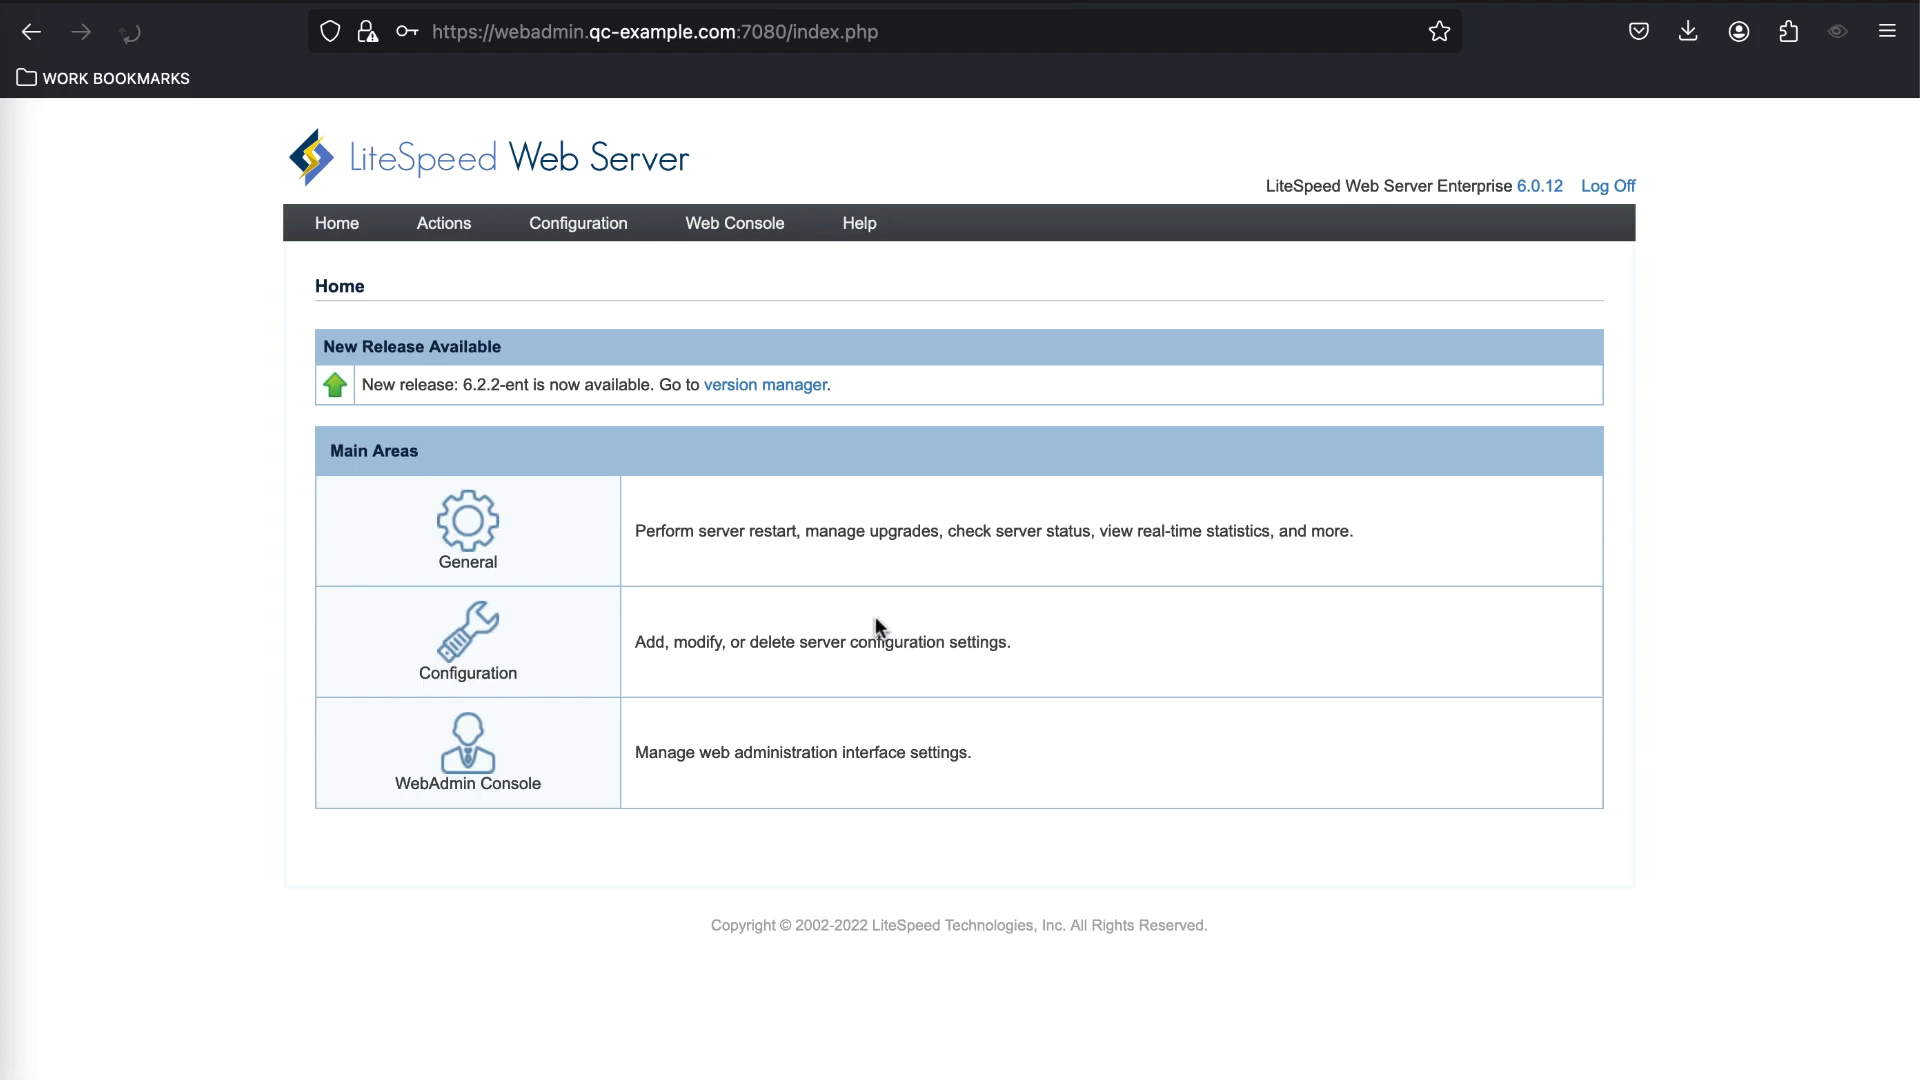 https://webadmin.qc-example.com:7080/index.php
WORK BOOKMARKS
LiteSpeed Web Server
LiteSpeed Web Server Enterprise 6.0.12 Log Off
Home Actions Configuration Web Console Help
Home
New Release Available
New release: 6.2.2-ent is now available. Go to version manager.
Main Areas
General
Perform server restart, manage upgrades, check server status, view real-time statistics, and more.
Configuration
Add, modify, or delete server configuration settings.
WebAdmin Console
Manage web administration interface settings.
Copyright © 2002-2022 LiteSpeed Technologies, Inc. All Rights Reserved.